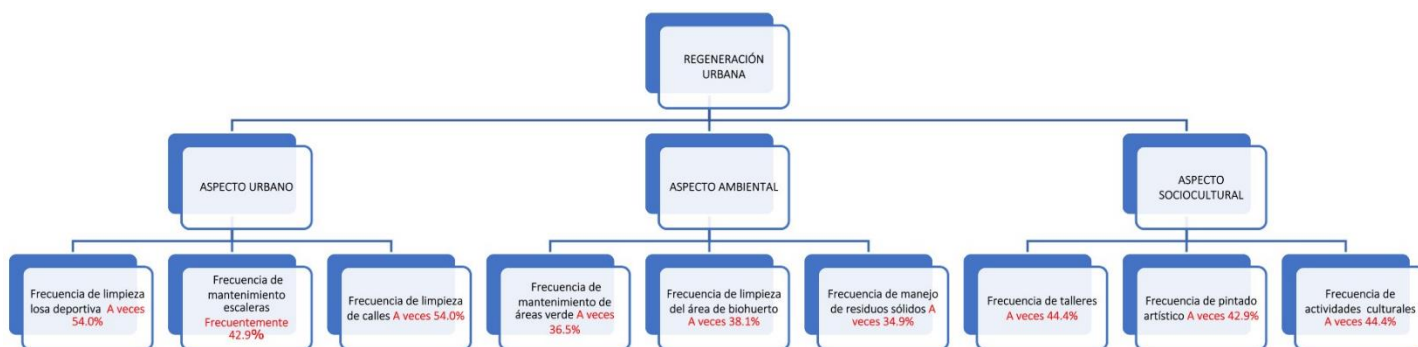 REGENERACIÓN
URBANA
ASPECTO URBANO
ASPECTO AMBIENTAL
ASPECTO
SOCIOCULTURAL
Frecuencia de limpieza
losa deportiva A veces
54.0%
Frecuencia de
mantenimiento
escaleras
Frecuentemente
42.9%
Frecuencia de limpieza
de calles A veces 54.0%
Frecuencia de
mantenimiento de
áreas verde A veces
36.5%
Frecuencia de limpieza
del área de biohuerto
A veces 38.1%
Frecuencia de manejo
de residuos sólidos A
veces 34.9%
Frecuencia de talleres
A veces 44.4%
Frecuencia de pintado
artístico A veces 42.9%
Frecuencia de
actividades culturales
A veces 44.4%